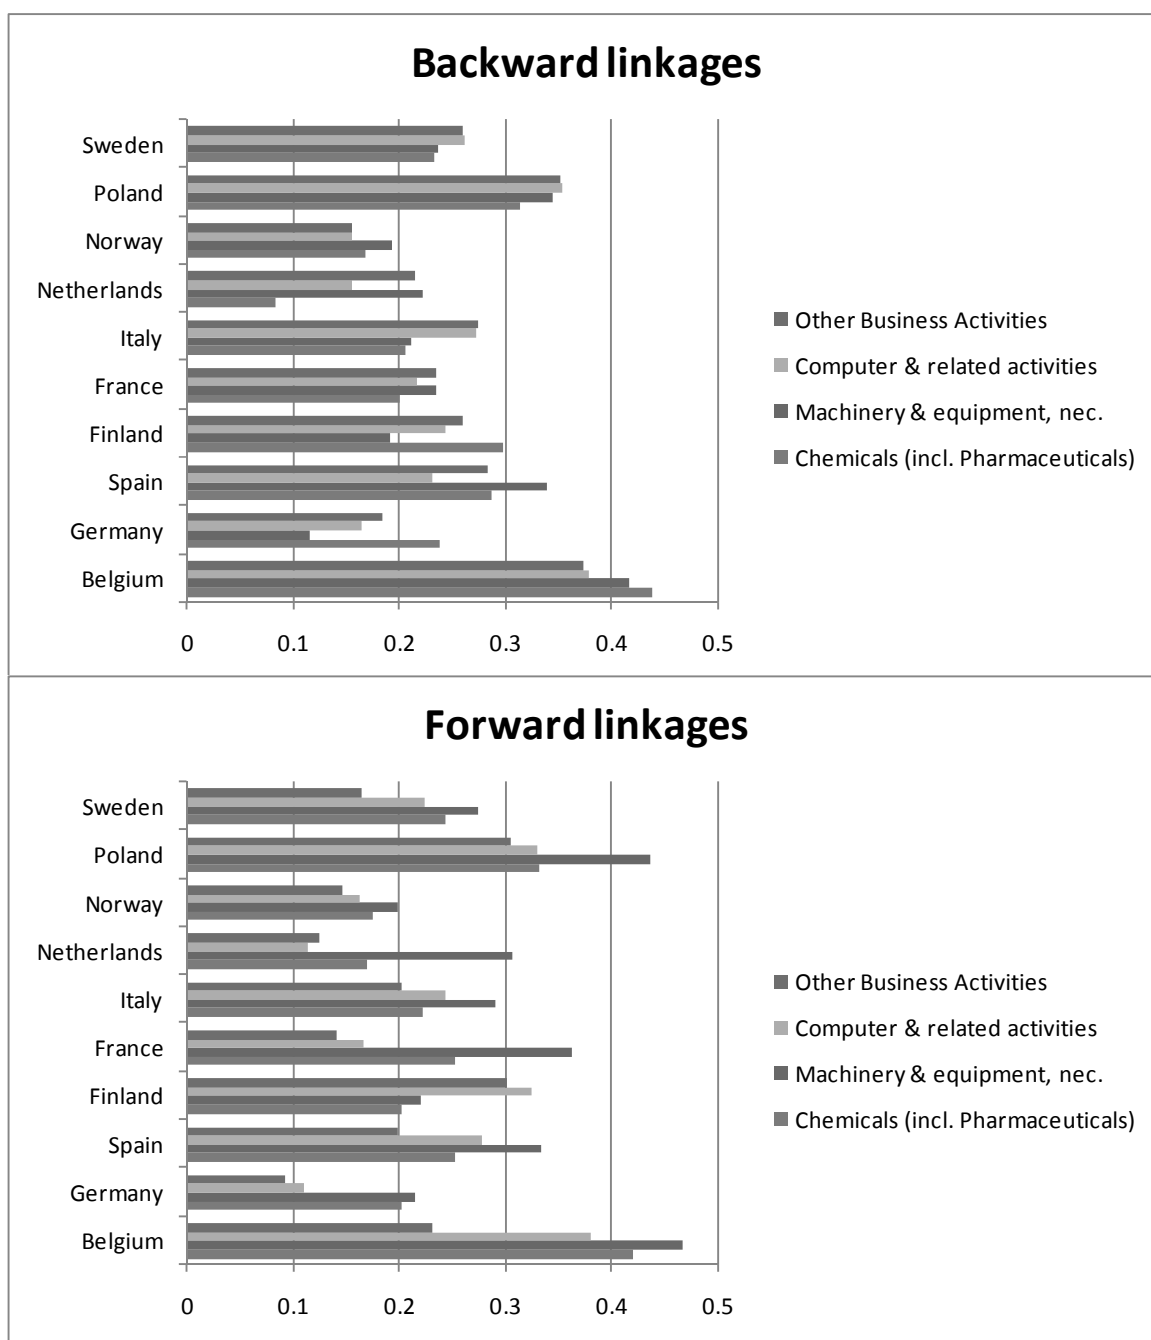 Backward linkages
Sweden
Poland
Norway
Netherlands
Italy
France
Finland
Spain
Germany
Belgium
0 0.1 0.2 0.3 0.4 0.5
Other Business Activities
Computer & related activities
Machinery & equipment, nec.
Chemicals (incl. Pharmaceuticals)
Forward linkages
Sweden
Poland
Norway
Netherlands
Italy
France
Finland
Spain
Germany
Belgium
0 0.1 0.2 0.3 0.4 0.5
Other Business Activities
Computer & related activities
Machinery & equipment, nec.
Chemicals (incl. Pharmaceuticals)